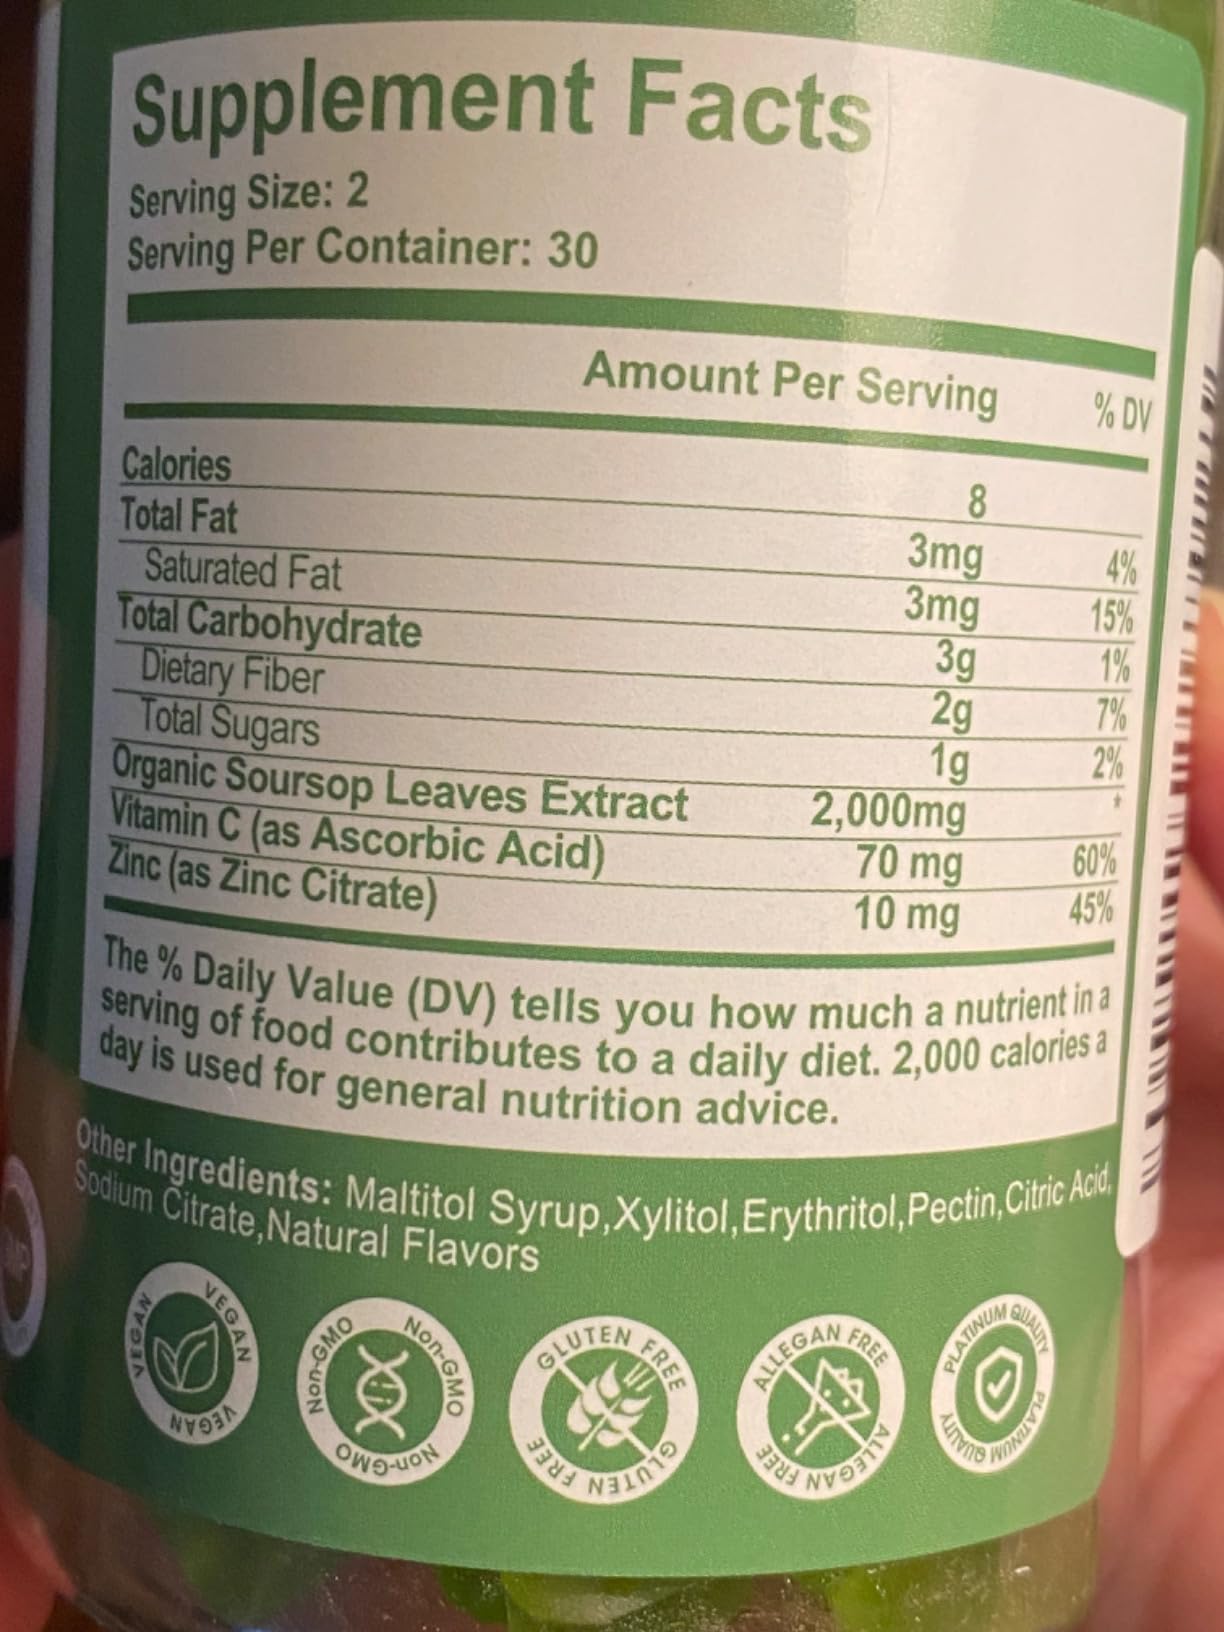 Supplement Facts
Serving Size: 2
Serving Per Container: 30
Amount Per Serving % DV
Calories 8
Total Fat 3mg 4%
Saturated Fat 3mg 15%
Total Carbohydrate 3g 1%
Dietary Fiber 2g 7%
Total Sugars 1g 2%
Organic Soursop Leaves Extract 2,000mg *
Vitamin C (as Ascorbic Acid) 70 mg 60%
Zinc (as Zinc Citrate) 10 mg 45%
The % Daily Value (DV) tells you how much a nutrient in a
serving of food contributes to a daily diet. 2,000 calories a
day is used for general nutrition advice.
Other Ingredients: Maltitol Syrup,Xylitol,Erythritol,Pectin,Citric Acid,
Sodium Citrate,Natural Flavors
VEGAN VEGAN VEGAN
Non-GMO Non-GMO Non-GMO
GLUTEN FREE GLUTEN FREE
ALLEGAN FREE ALLEGAN FREE
PLATINUM QUALITY PLATINUM QUALITY